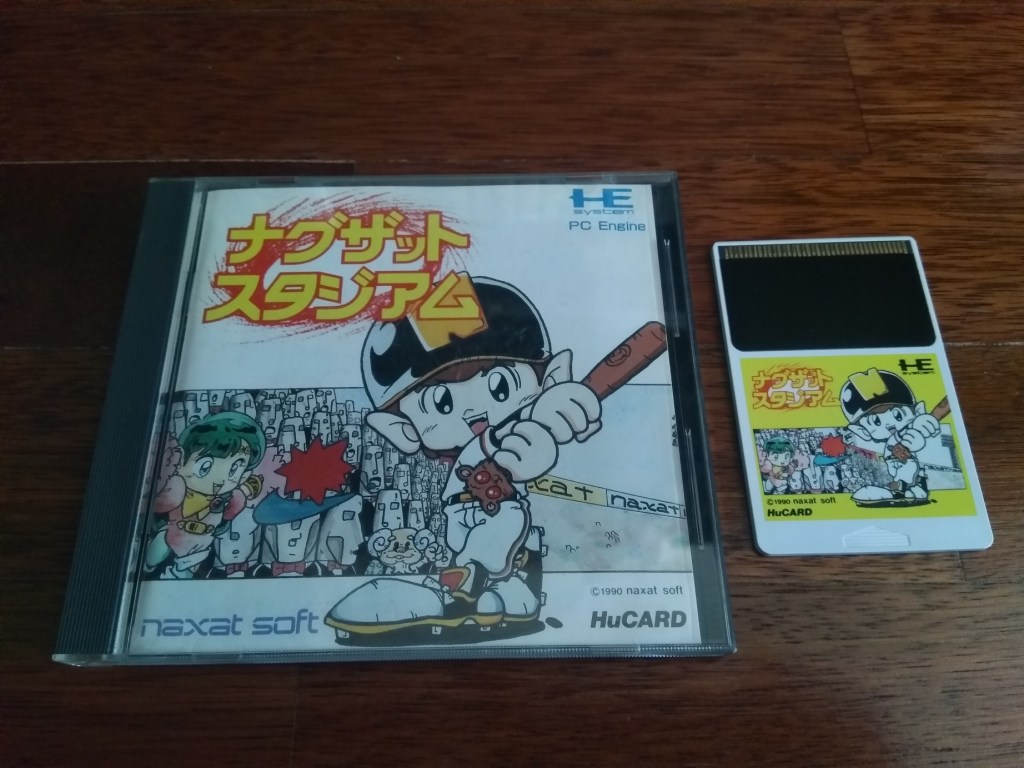 ナグザット
スタジアム
HE
system
PC Engine
naxat
©1990 naxat soft
naxat soft
HuCARD
HE
system
ナグザット
スタジアム
©1990 naxat soft
HuCARD